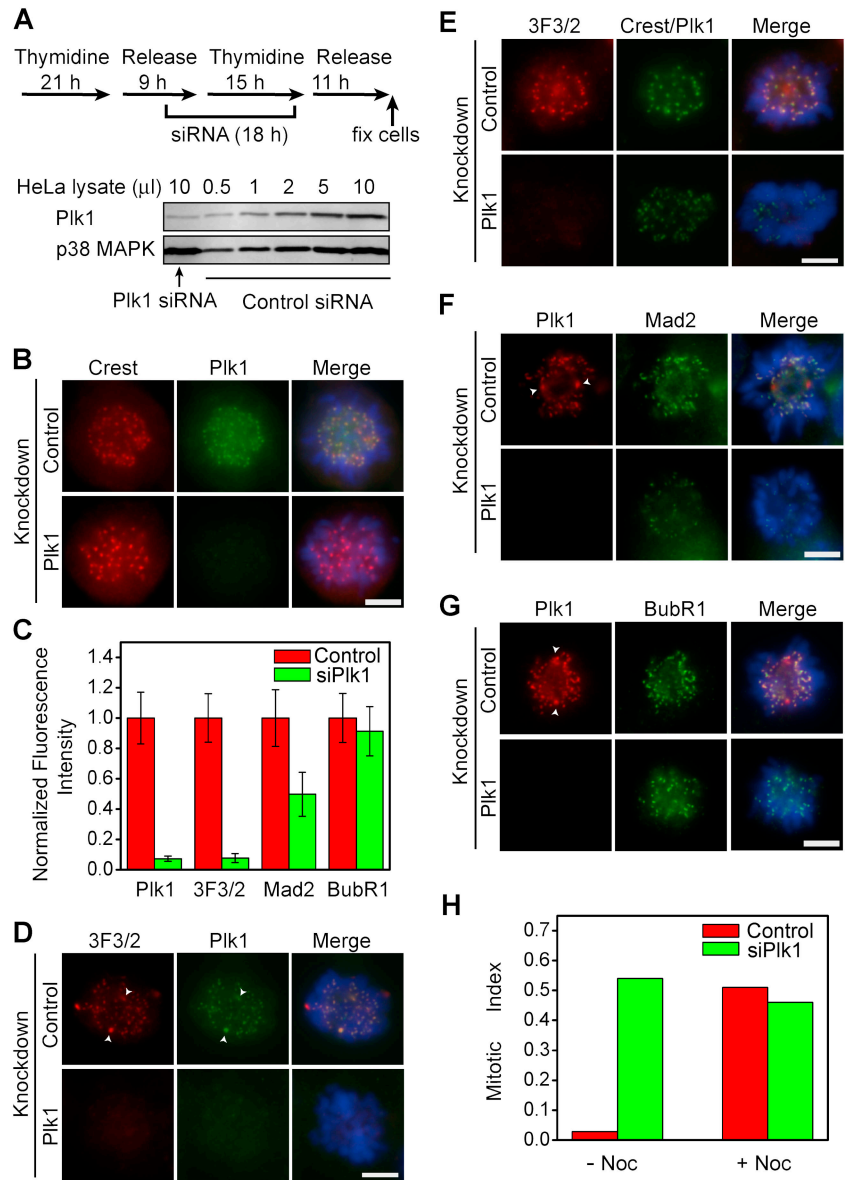 A
Thymidine Release Thymidine Release
21 h 9 h 15 h 11 h
siRNA (18 h) fix cells
HeLa lysate (µl) 10 0.5 1 2 5 10
Plk1
p38 MAPK
Plk1 siRNA Control siRNA
B
Crest Plk1 Merge
Knockdown
Control
Plk1
C
Normalized Fluorescence
Intensity
1.4
1.2
1.0
0.8
0.6
0.4
0.2
0.0
Control
siPlk1
Plk1 3F3/2 Mad2 BubR1
D
3F3/2 Plk1 Merge
Knockdown
Control
Plk1
E
3F3/2 Crest/Plk1 Merge
Knockdown
Control
Plk1
F
Plk1 Mad2 Merge
Knockdown
Control
Plk1
G
Plk1 BubR1 Merge
Knockdown
Control
Plk1
H
Mitotic Index
0.7
0.6
0.5
0.4
0.3
0.2
0.1
0.0
Control
siPlk1
- Noc + Noc